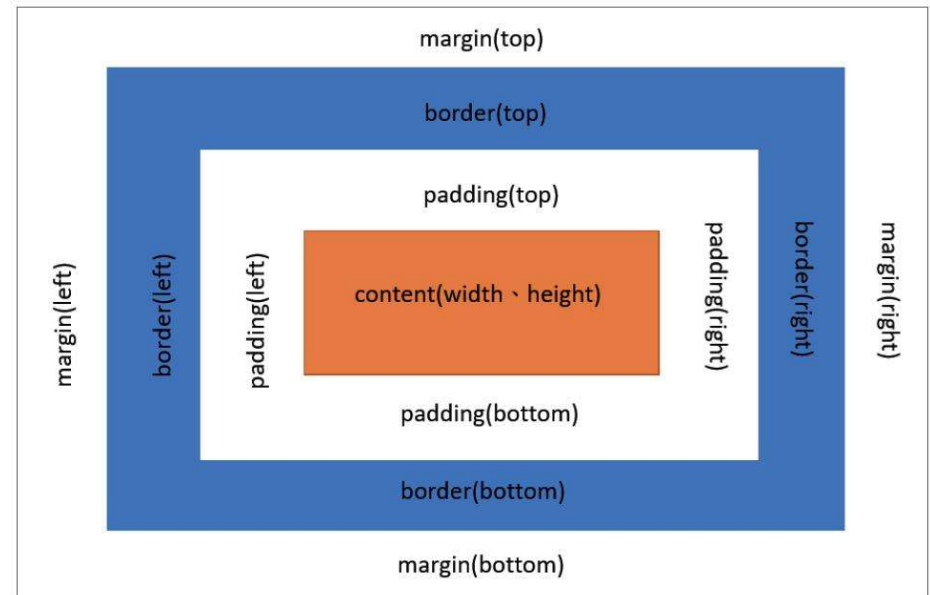 margin(top)
border(top)
padding(top)
margin(left)
border(left)
padding(left)
content(width、height)
padding(right)
border(right)
margin(right)
padding(bottom)
border(bottom)
margin(bottom)